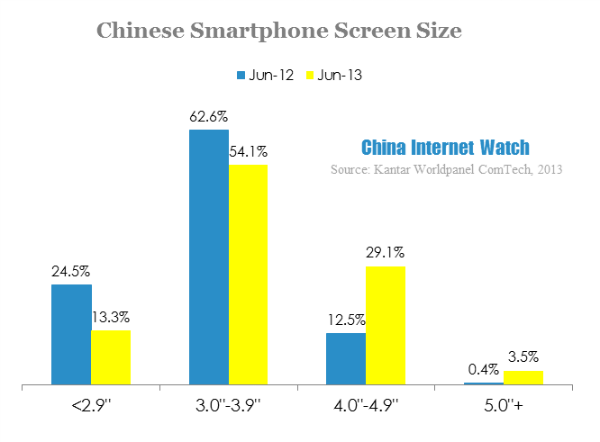 Chinese Smartphone Screen Size
Jun-12 Jun-13
62.6%
54.1%
China Internet Watch
Source: Kantar Worldpanel ComTech, 2013
24.5%
29.1%
13.3%
12.5%
0.4%
3.5%
<2.9" 3.0"-3.9" 4.0"-4.9" 5.0"+